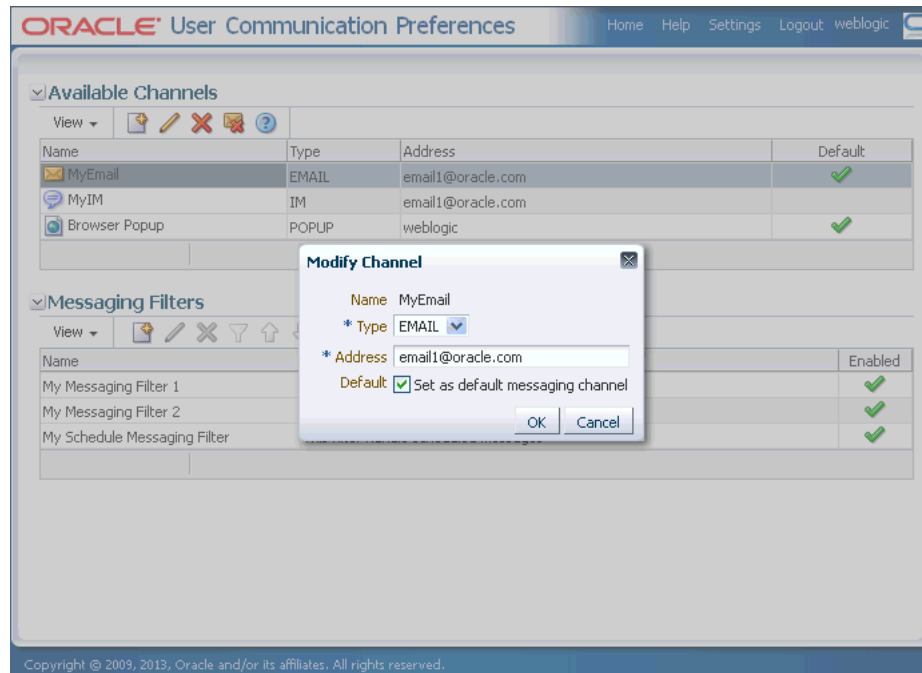 ORACLE User Communication Preferences Home Help Settings Logout weblogic
Available Channels
View
Name Type Address Default
MyEmail EMAIL email1@oracle.com
MyIM IM email1@oracle.com
Browser Popup POPUP weblogic
Modify Channel
Name MyEmail
* Type EMAIL
* Address email1@oracle.com
Default Set as default messaging channel
OK Cancel
Messaging Filters
View
Name Enabled
My Messaging Filter 1
My Messaging Filter 2
My Schedule Messaging Filter
Copyright © 2009, 2013, Oracle and/or its affiliates. All rights reserved.